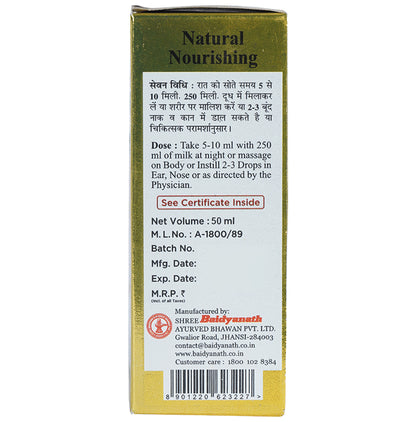 Natural
Nourishing
सेवन विधि : रात को सोते समय 5 से
10 मिली. 250 मिली. दूध में मिलाकर
लें या शरीर पर मालिश करें या 2-3 बूंद
नाक व कान में डाल सकते है या
चिकित्सक परामर्शानुसार।
Dose : Take 5-10 ml with 250
ml of milk at night or massage
on Body or Instill 2-3 Drops in
Ear, Nose or as directed by the
Physician.
See Certificate Inside
Net Volume : 50 ml
M.L.No. : A-1800/89
Batch No.
Mfg. Date:
Exp. Date:
M.R.P. ₹
(Incl. of all Taxes)
Manufactured by:
SHREE Baidyanath
AYURVED BHAWAN PVT. LTD.
Gwalior Road, JHANSI-284003
contact@baidyanath.co.in
www.baidyanath.co.in
Customer care : 1800 102 8384
8 901220 623227 >